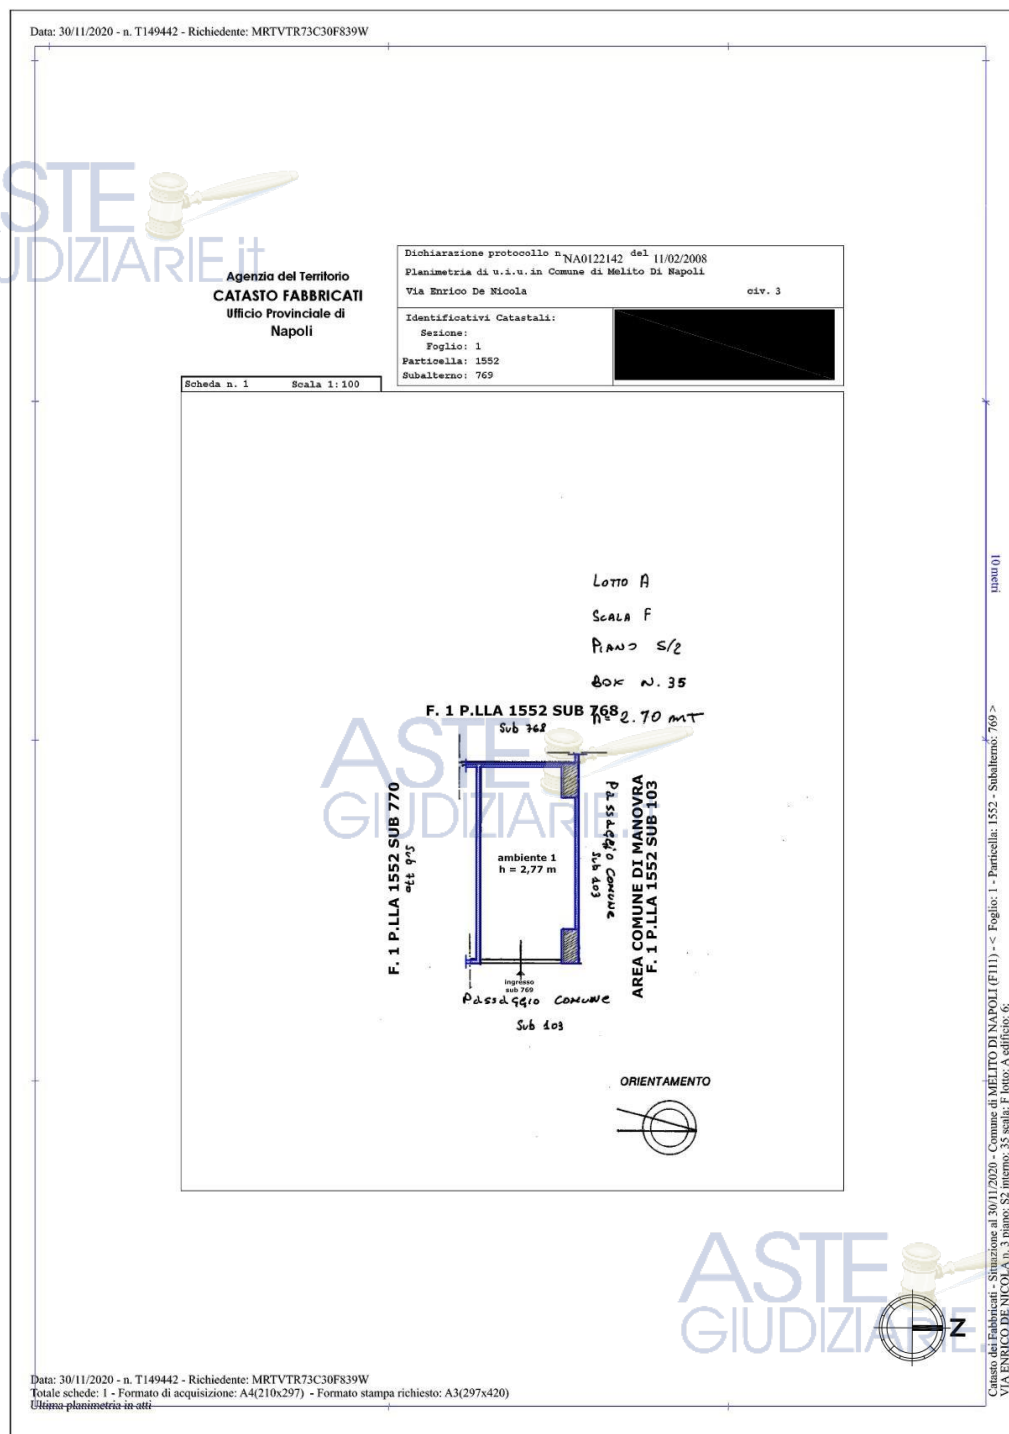 Data: 30/11/2020 - n. T149442 - Richiedente: MRTVTR73C30F839W
ASTE
GIUDIZIARIE.it
Agenzia del Territorio
CATASTO FABBRICATI
Ufficio Provinciale di
Napoli
Dichiarazione protocollo n NA0122142 del 11/02/2008
Planimetria di u.i.u. in Comune di Melito Di Napoli
Via Enrico De Nicola civ. 3
Identificativi Catastali:
Sezione:
Foglio: 1
Particella: 1552
Subalterno: 769
Scheda n. 1 Scala 1:100
LOTTO A
SCALA F
PIANO S/2
BOX N. 35
h= 2.70 mt
F. 1 P.LLA 1552 SUB 768
Sub 768
ASTE
GIUDIZIARIE.it
F. 1 P.LLA 1552 SUB 770
Sub 770
ambiente 1
h = 2,77 m
Passaggio comune
Sub 103
AREA COMUNE DI MANOVRA
F. 1 P.LLA 1552 SUB 103
ingresso
sub 769
Passaggio comune
Sub 103
ORIENTAMENTO
ASTE
GIUDIZIARIE
Z
10 metri
Catasto dei Fabbricati - Situazione al 30/11/2020 - Comune di MELITO DI NAPOLI (F111) - < Foglio: 1 - Particella: 1552 - Subalterno: 769 >
VIA ENRICO DE NICOLA n. 3 piano: S2 interno: 35 scala: F lotto: A edificio: 6;
Data: 30/11/2020 - n. T149442 - Richiedente: MRTVTR73C30F839W
Totale schede: 1 - Formato di acquisizione: A4(210x297) - Formato stampa richiesto: A3(297x420)
Ultima planimetria in atti